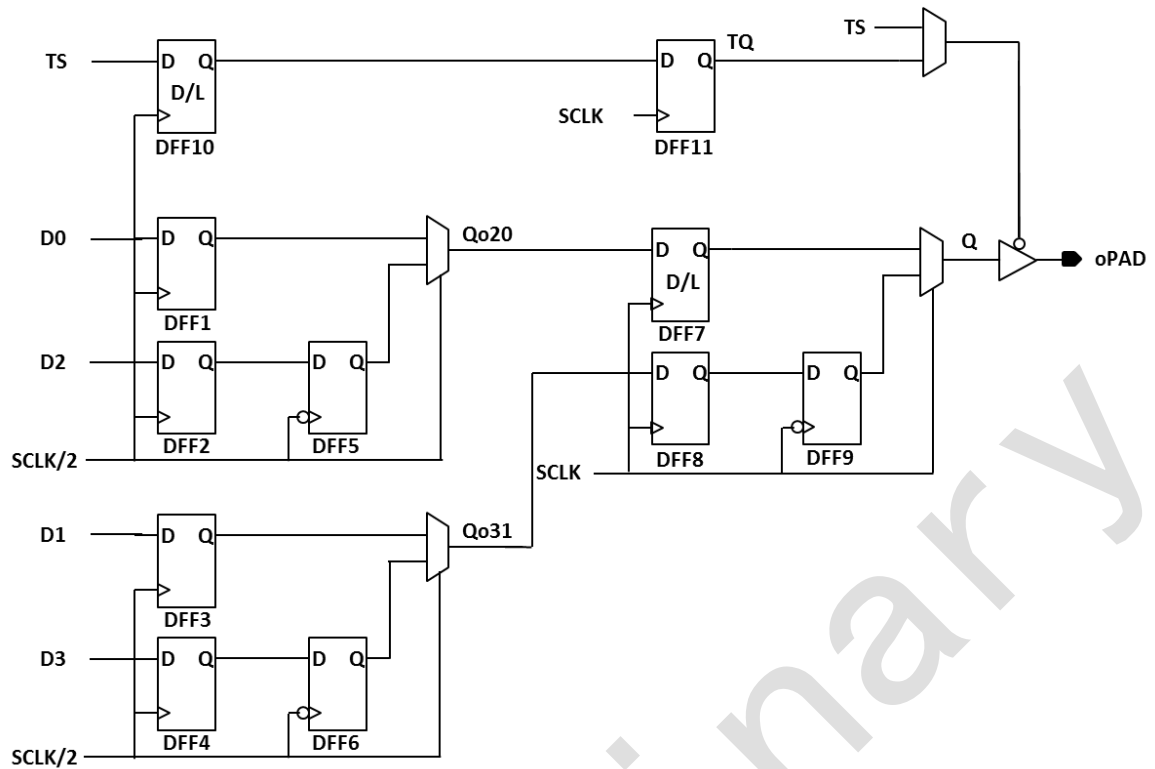 TS
TS
D Q
D/L
DFF10
D Q
SCLK
DFF11
TQ
D0
D Q
DFF1
Qo20
D Q
D/L
DFF7
Q
oPAD
D2
D Q
DFF2
D Q
DFF5
SCLK/2
D Q
DFF8
D Q
DFF9
SCLK
D1
D Q
DFF3
Qo31
D3
D Q
DFF4
D Q
DFF6
SCLK/2
inary